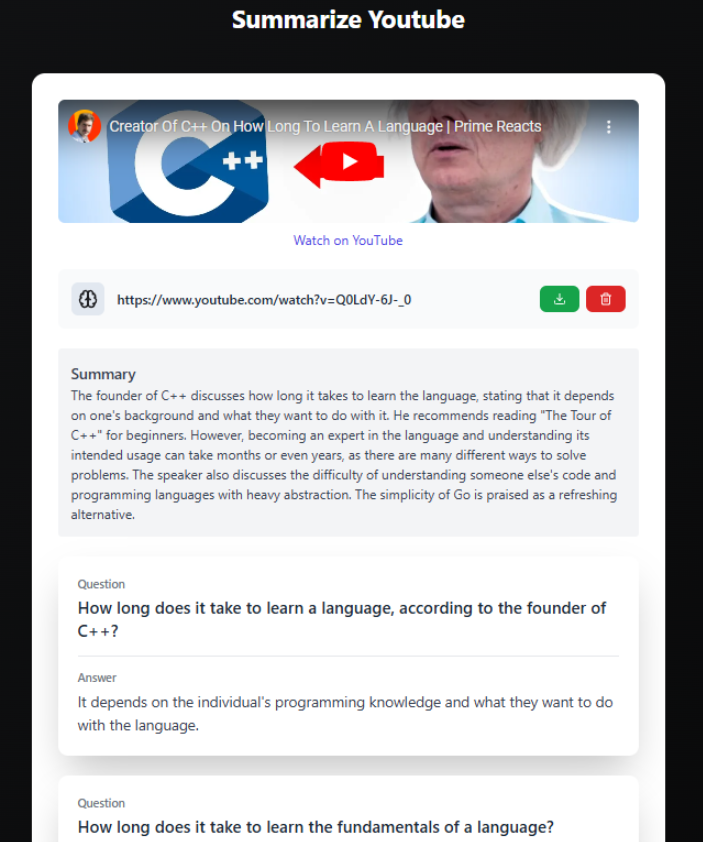 Summarize Youtube
Creator Of C++ On How Long To Learn A Language | Prime Reacts
C++
Watch on YouTube
https://www.youtube.com/watch?v=Q0LdY-6J-_0
Summary
The founder of C++ discusses how long it takes to learn the language, stating that it depends
on one's background and what they want to do with it. He recommends reading "The Tour of
C++" for beginners. However, becoming an expert in the language and understanding its
intended usage can take months or even years, as there are many different ways to solve
problems. The speaker also discusses the difficulty of understanding someone else's code and
programming languages with heavy abstraction. The simplicity of Go is praised as a refreshing
alternative.
Question
How long does it take to learn a language, according to the founder of
C++?
Answer
It depends on the individual's programming knowledge and what they want to do
with the language.
Question
How long does it take to learn the fundamentals of a language?